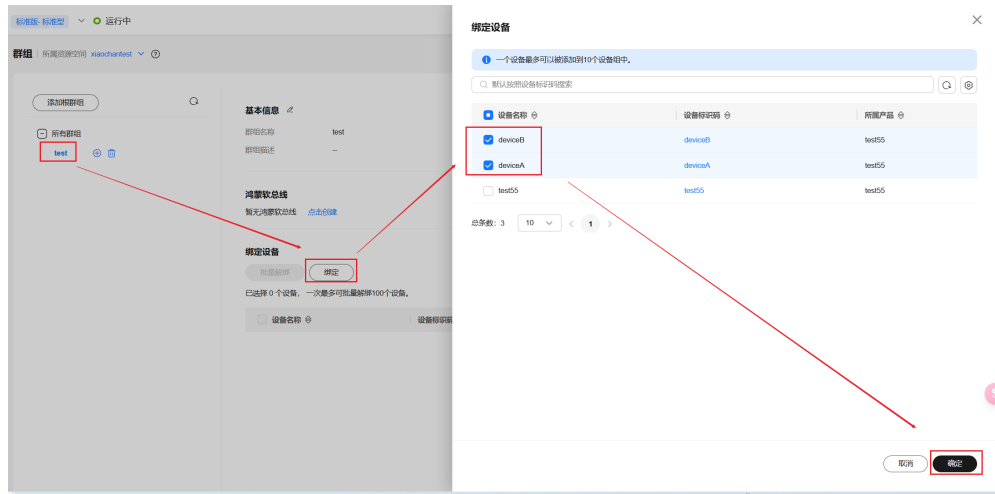 标准版-标准型 运行中
群组 所属资源空间 xiaochantest
添加根群组
所有群组
test
基本信息
群组名称 test
群组描述 --
鸿蒙软总线
暂无鸿蒙软总线 点击创建
绑定设备
批量解绑 绑定
已选择 0 个设备，一次最多可批量解绑100个设备。
设备名称 设备标识码
绑定设备
一个设备最多可以被添加到10个设备组中。
默认按照设备标识码搜索
设备名称 设备标识码 所属产品
deviceB deviceB test55
deviceA deviceA test55
test55 test55 test55
总条数: 3 10 < 1 >
取消 确定